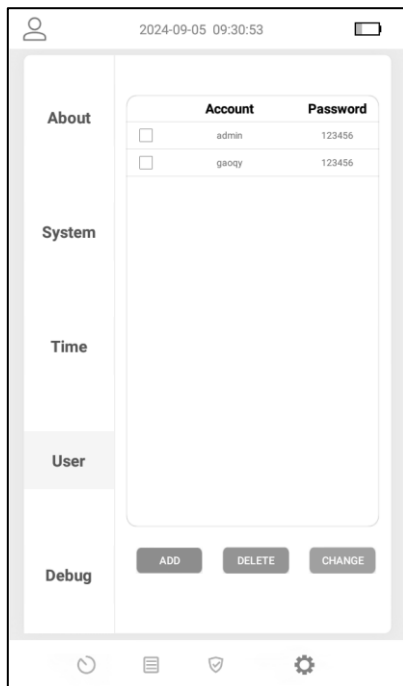 2024-09-05 09:30:53
About
System
Time
User
Debug
Account Password
admin 123456
gaoqy 123456
ADD DELETE CHANGE